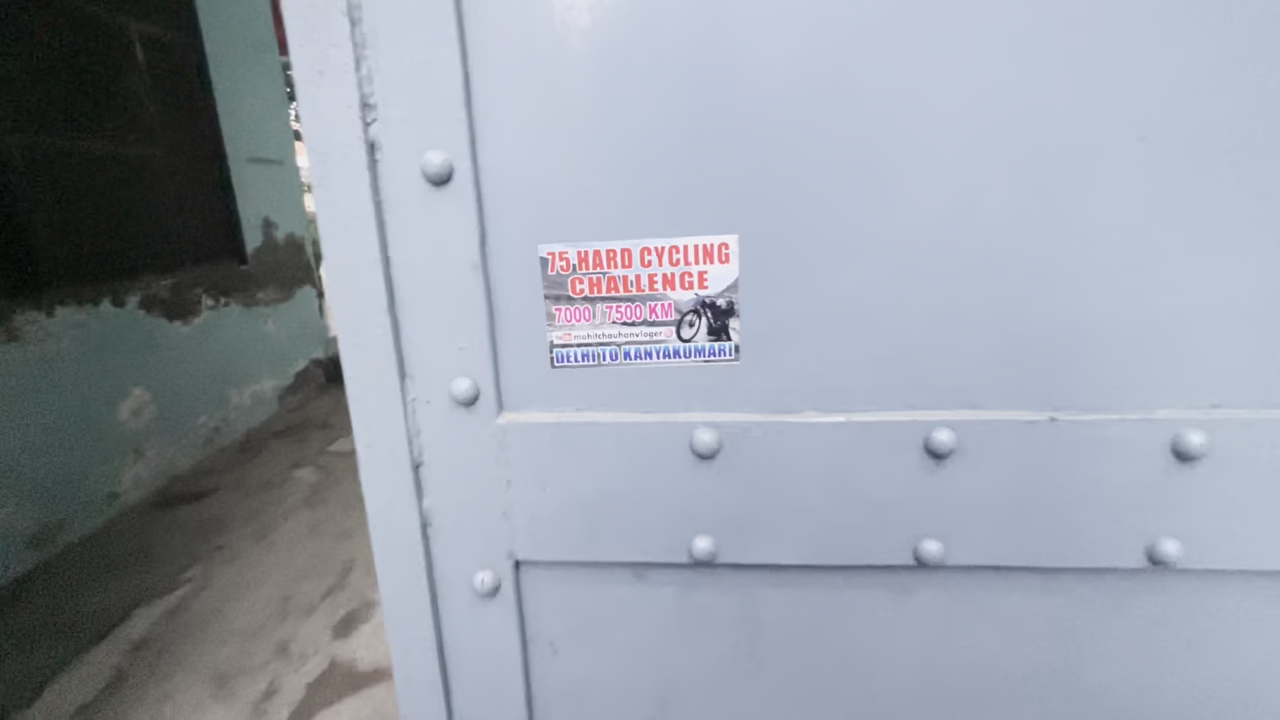 75 HARD CYCLING
CHALLENGE
7000 / 7500 KM
mohitchauhanvloger
DELHI TO KANYAKUMARI